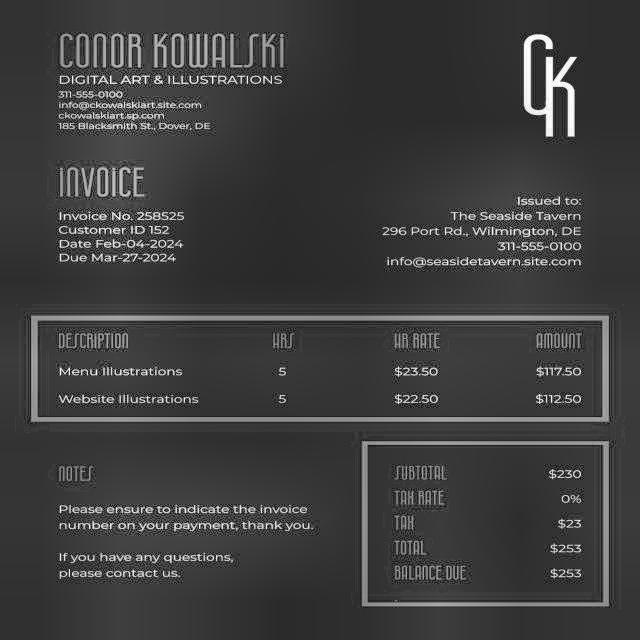 CONOR KOWALSKI
DIGITAL ART & ILLUSTRATIONS
311-555-0100
info@ckowalskiart.site.com
ckowalskiart.sp.com
185 Blacksmith St., Dover, DE
CK
INVOICE
Invoice No. 258525
Customer ID 152
Date Feb-04-2024
Due Mar-27-2024
Issued to:
The Seaside Tavern
296 Port Rd., Wilmington, DE
311-555-0100
info@seasidetavern.site.com
DESCRIPTION HRS HR RATE AMOUNT
Menu Illustrations 5 $23.50 $117.50
Website Illustrations 5 $22.50 $112.50
NOTES
Please ensure to indicate the invoice
number on your payment, thank you.
If you have any questions,
please contact us.
SUBTOTAL $230
TAX RATE 0%
TAX $23
TOTAL $253
BALANCE DUE $253